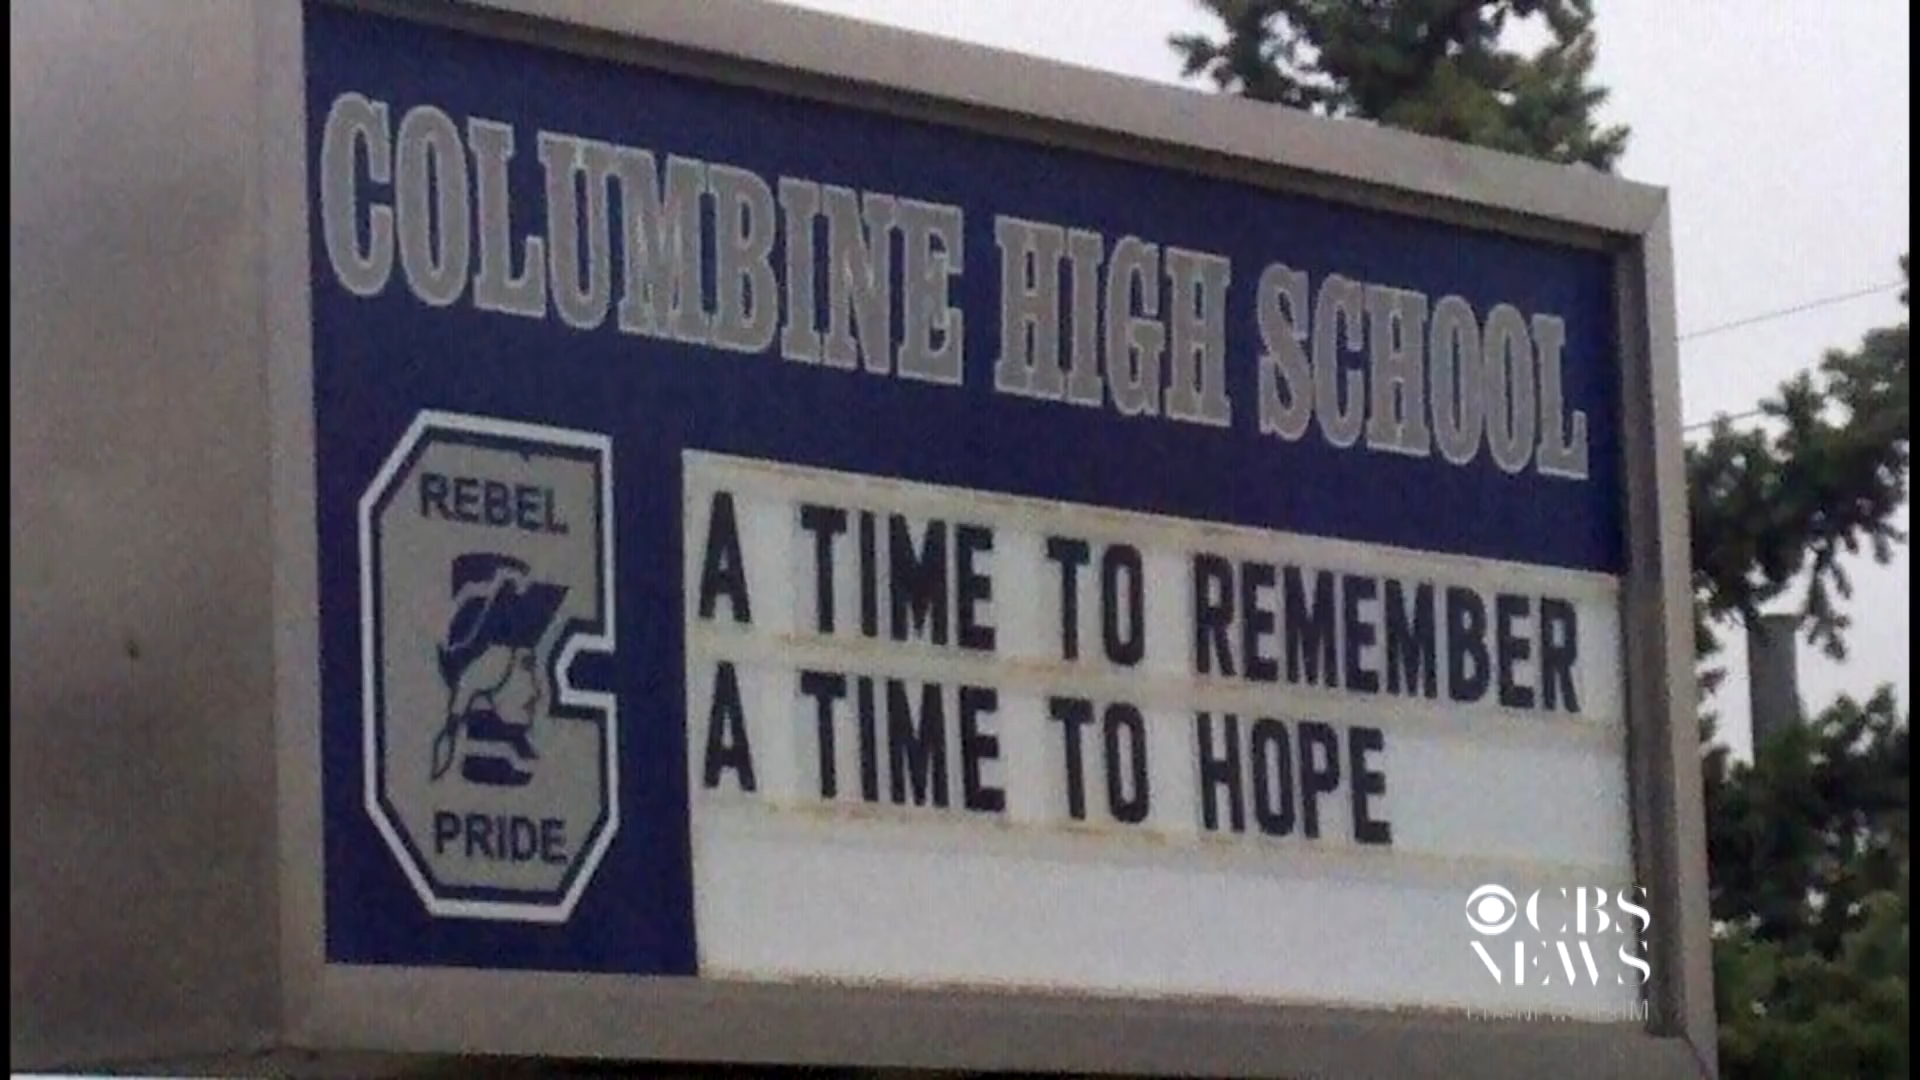 COLUMBINE HIGH SCHOOL
REBEL
PRIDE
A TIME TO REMEMBER
A TIME TO HOPE
CBS
NEWS